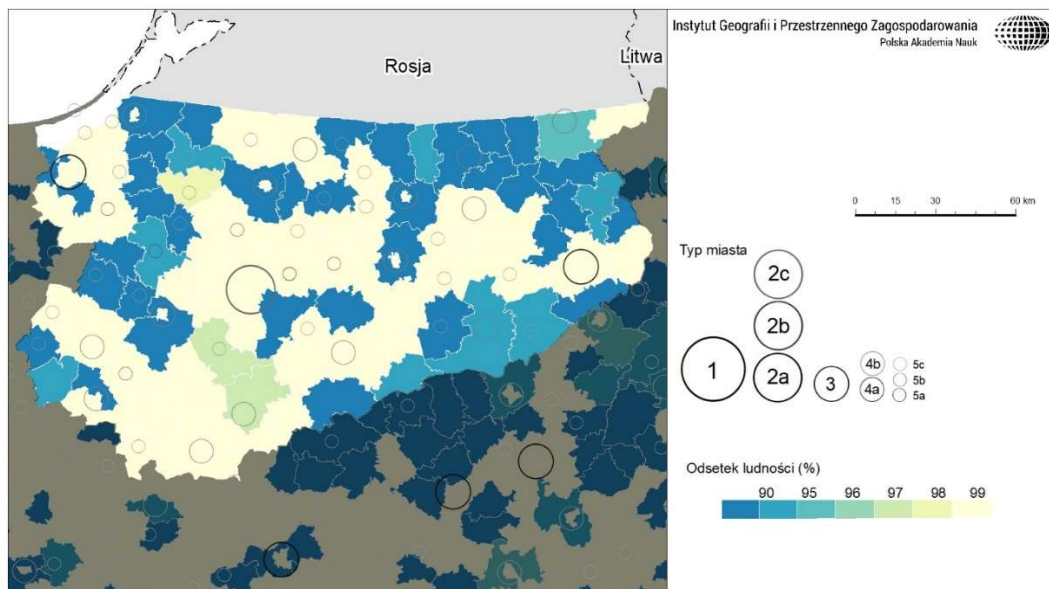 Instytut Geografii i Przestrzennego Zagospodarowania
Polska Akademia Nauk
Rosja
Litwa
0 15 30 60 km
Typ miasta
2c
2b
1 2a 3 4b 4a 5c 5b 5a
Odsetek ludności (%)
90 95 96 97 98 99